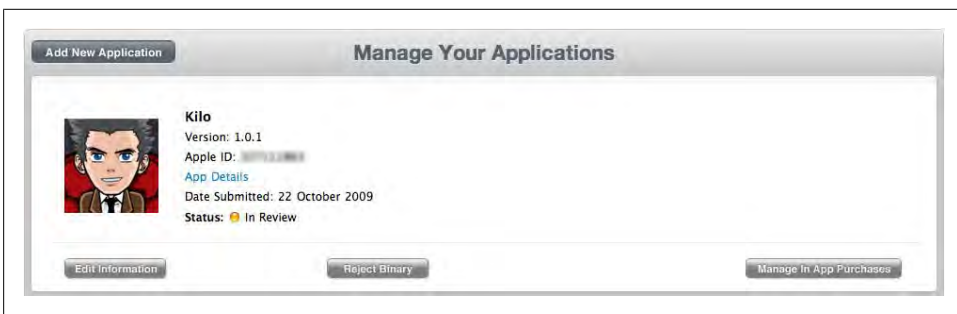 Add New Application
Manage Your Applications
Kilo
Version: 1.0.1
Apple ID:
App Details
Date Submitted: 22 October 2009
Status: In Review
Edit Information
Reject Binary
Manage In App Purchases